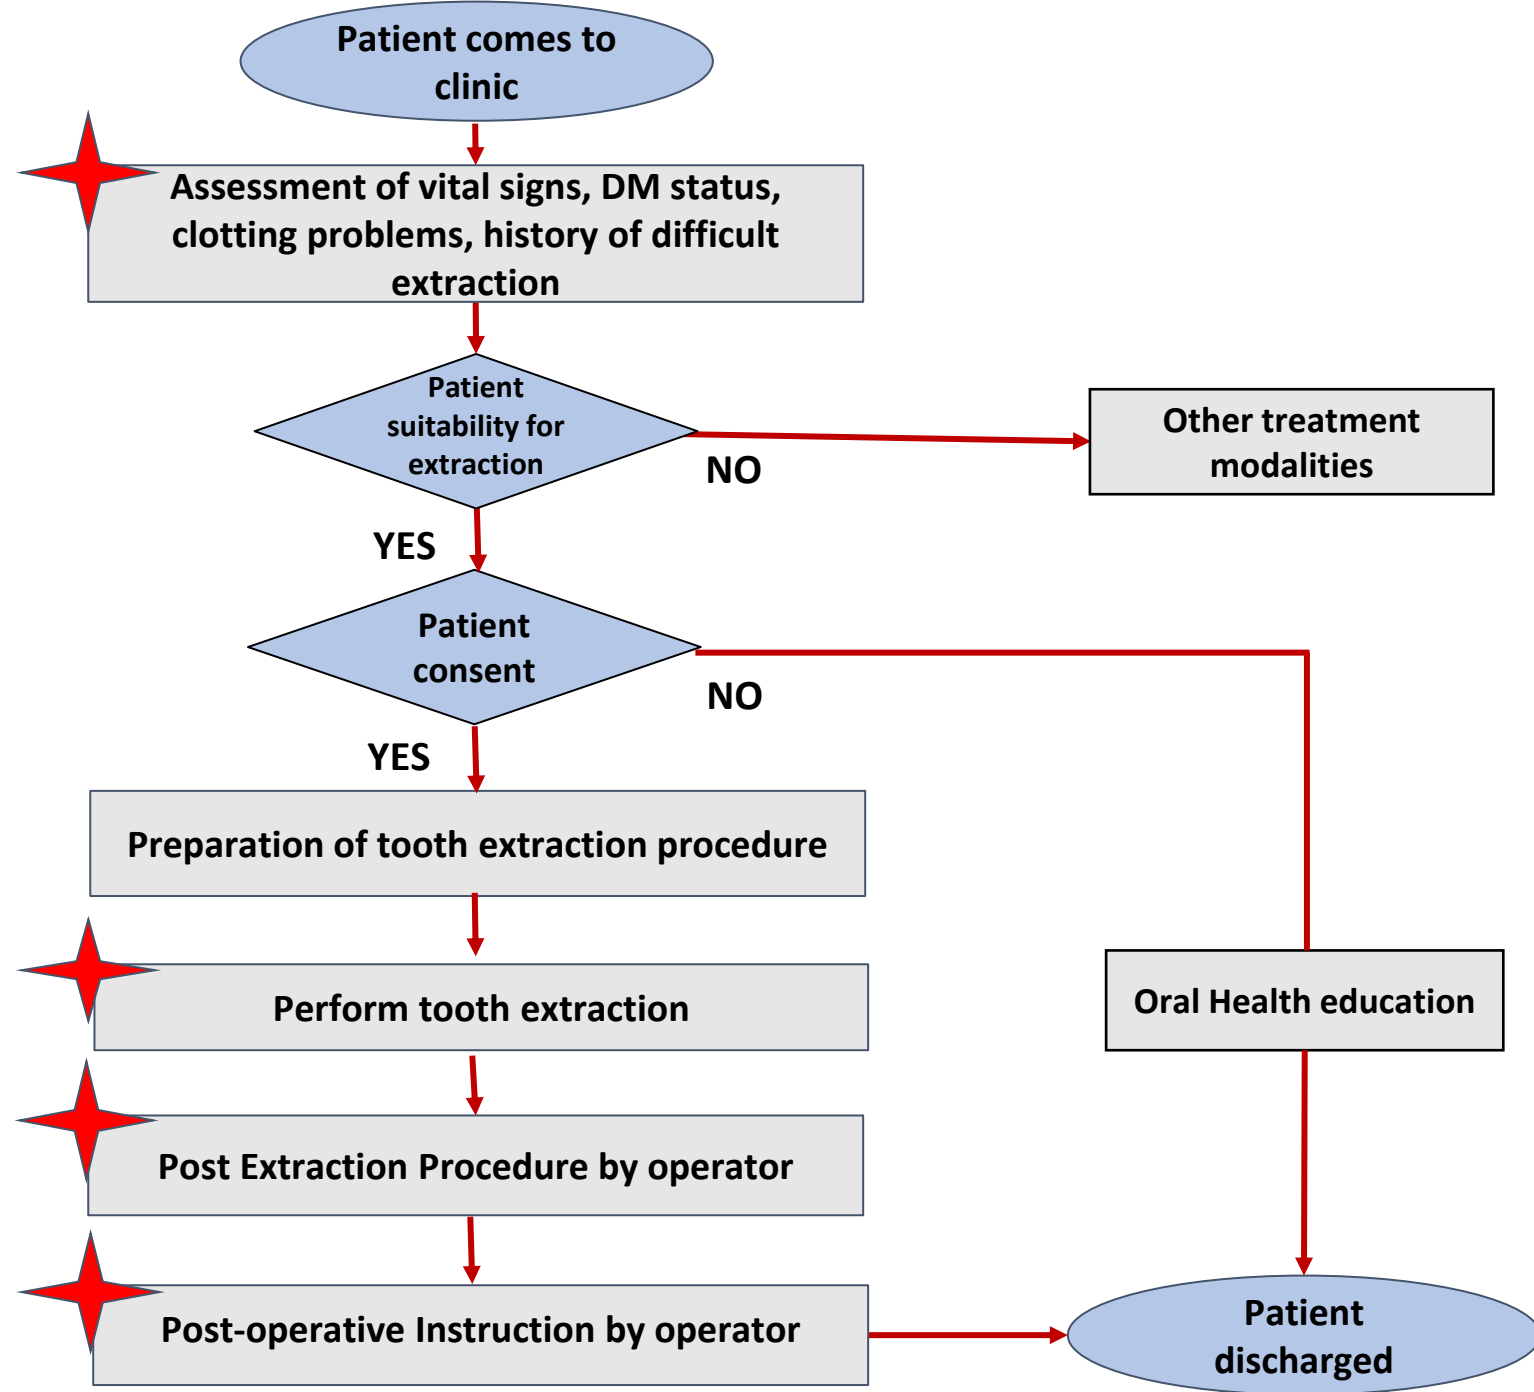 Patient comes to
clinic
Assessment of vital signs, DM status,
clotting problems, history of difficult
extraction
Patient
suitability for
extraction
NO
Other treatment
modalities
YES
Patient
consent
NO
YES
Preparation of tooth extraction procedure
Perform tooth extraction
Oral Health education
Post Extraction Procedure by operator
Post-operative Instruction by operator
Patient
discharged